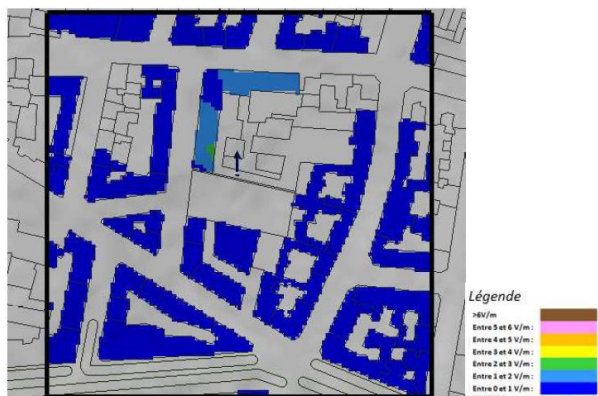 Légende
>6V/m
Entre 5 et 6 V/m :
Entre 4 et 5 V/m :
Entre 3 et 4 V/m :
Entre 2 et 3 V/m :
Entre 1 et 2 V/m :
Entre 0 et 1 V/m :